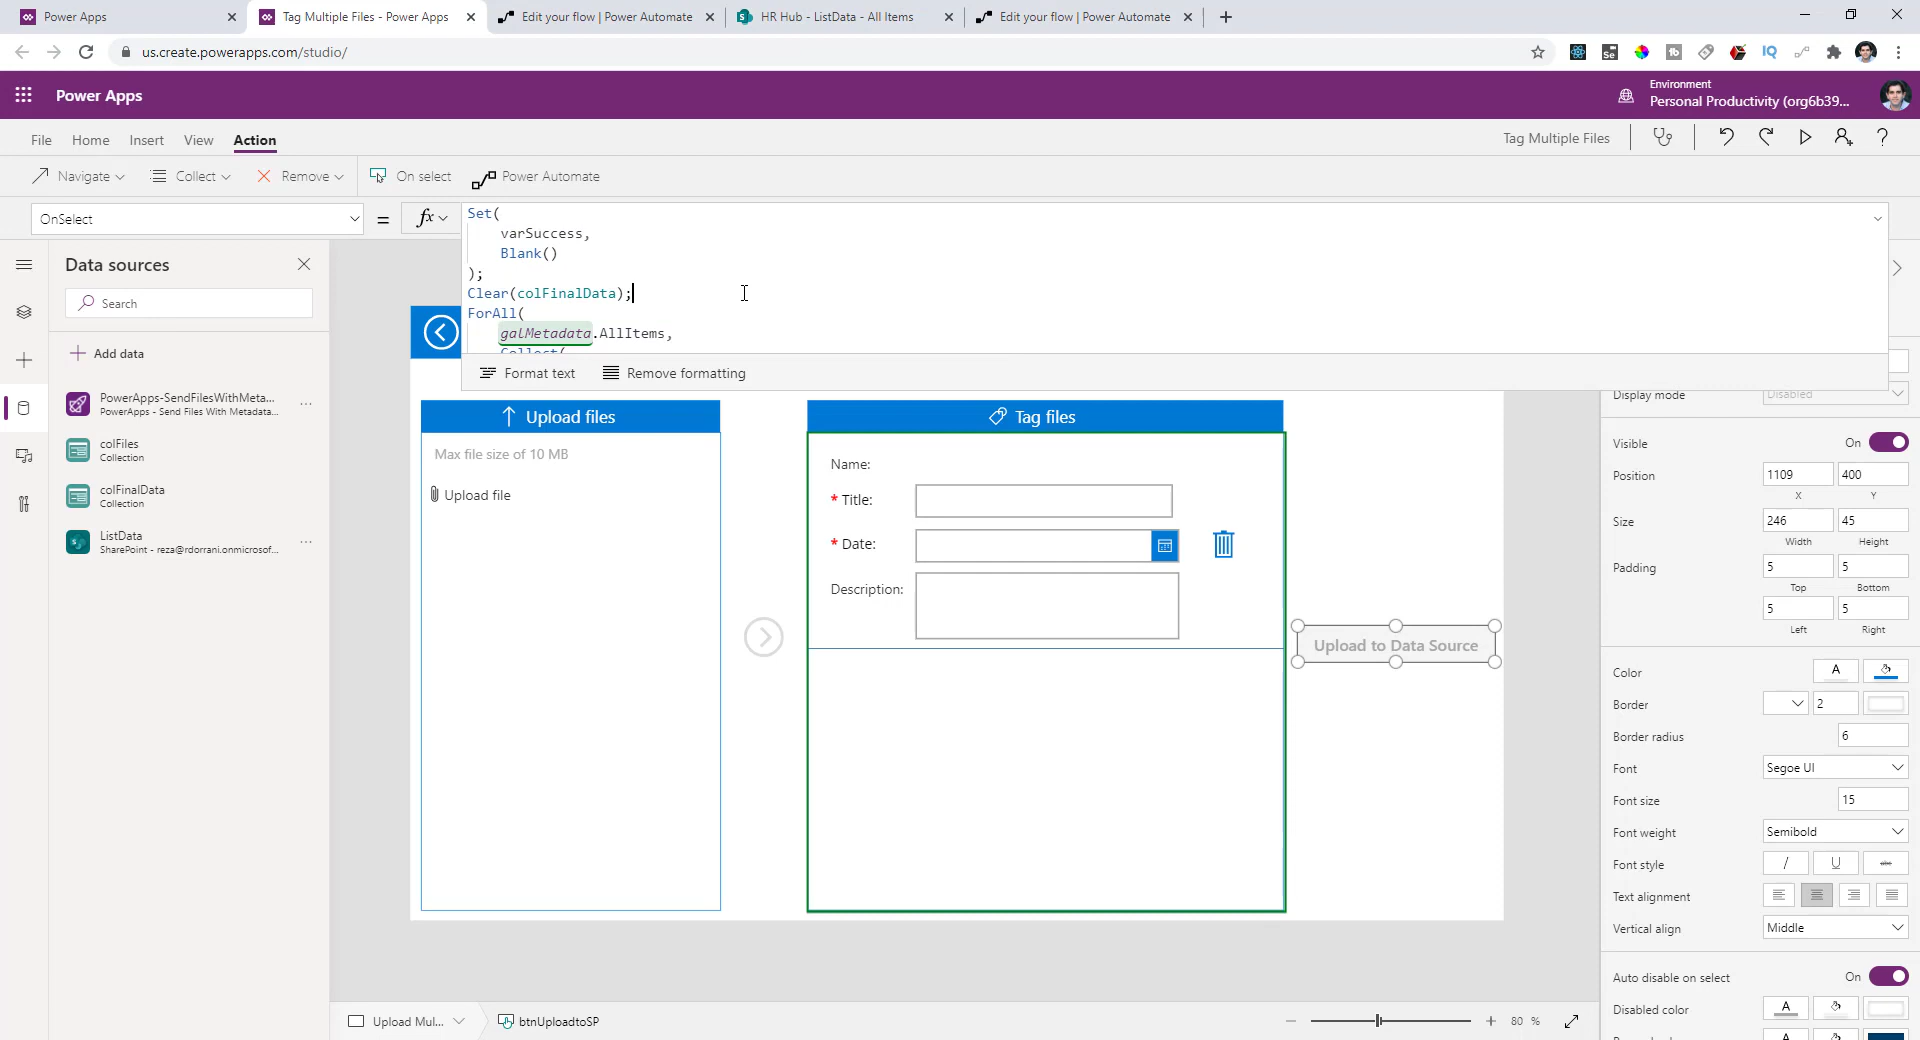 Power Apps
Tag Multiple Files - Power Apps
Edit your flow | Power Automate
HR Hub - ListData - All Items
Edit your flow | Power Automate
us.create.powerapps.com/studio/
Power Apps
Environment
Personal Productivity (org6b39...
File
Home
Insert
View
Action
Tag Multiple Files
Navigate
Collect
Remove
On select
Power Automate
OnSelect
=
fx
Set(
varSuccess,
Blank()
);
Clear(colFinalData);
ForAll(
galMetadata.AllItems,
Collect(
Format text
Remove formatting
Data sources
Search
Add data
PowerApps-SendFilesWithMeta...
PowerApps - Send Files With Metadata...
colFiles
Collection
colFinalData
Collection
ListData
SharePoint - reza@rdorrani.onmicrosof...
Upload files
Max file size of 10 MB
Upload file
Tag files
Name:
* Title:
* Date:
Description:
Upload to Data Source
Display mode
Disabled
Visible
On
Position
1109
400
X
Y
Size
246
45
Width
Height
Padding
5
5
Top
Bottom
5
5
Left
Right
Color
Border
2
Border radius
6
Font
Segoe UI
Font size
15
Font weight
Semibold
Font style
Text alignment
Vertical align
Middle
Auto disable on select
On
Disabled color
Upload Mul...
btnUploadtoSP
80 %